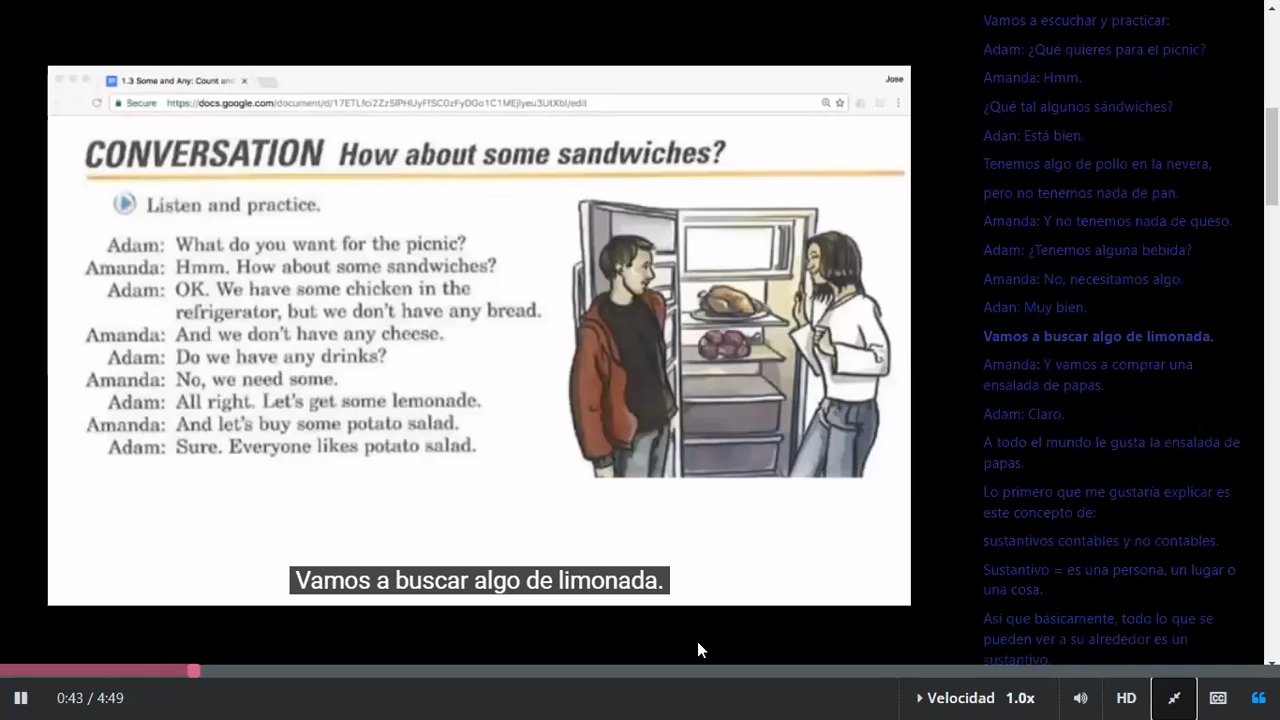 1.3 Some and Any: Count and
Jose
Secure
https://docs.google.com/document/d/17ETLfci2Zz5lPHUyFfSC0zFyDGo1C1MEjlyeu3UtXbI/edit
CONVERSATION How about some sandwiches?
Listen and practice.
Adam: What do you want for the picnic?
Amanda: Hmm. How about some sandwiches?
Adam: OK. We have some chicken in the
refrigerator, but we don't have any bread.
Amanda: And we don't have any cheese.
Adam: Do we have any drinks?
Amanda: No, we need some.
Adam: All right. Let's get some lemonade.
Amanda: And let's buy some potato salad.
Adam: Sure. Everyone likes potato salad.
Vamos a buscar algo de limonada.
Vamos a escuchar y practicar:
Adam: ¿Qué quieres para el picnic?
Amanda: Hmm.
¿Qué tal algunos sándwiches?
Adan: Está bien.
Tenemos algo de pollo en la nevera,
pero no tenemos nada de pan.
Amanda: Y no tenemos nada de queso.
Adam: ¿Tenemos alguna bebida?
Amanda: No, necesitamos algo.
Adan: Muy bien.
Vamos a buscar algo de limonada.
Amanda: Y vamos a comprar una
ensalada de papas.
Adam: Claro.
A todo el mundo le gusta la ensalada de
papas.
Lo primero que me gustaría explicar es
este concepto de:
sustantivos contables y no contables.
Sustantivo = es una persona, un lugar o
una cosa.
Así que básicamente, todo lo que se
pueden ver a su alrededor es un
sustantivo.
0:43 / 4:49
Velocidad 1.0x
HD
CC